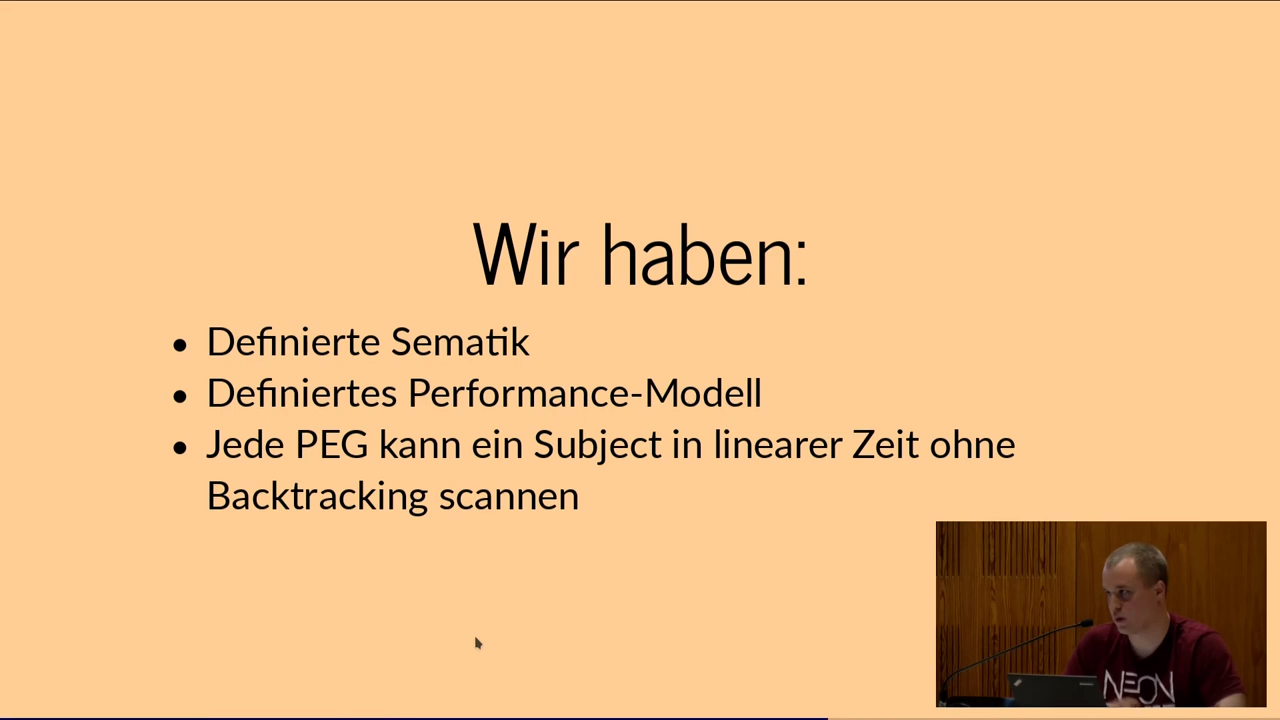 Wir haben:
Definierte Sematik
Definiertes Performance-Modell
Jede PEG kann ein Subject in linearer Zeit ohne
Backtracking scannen
NEON